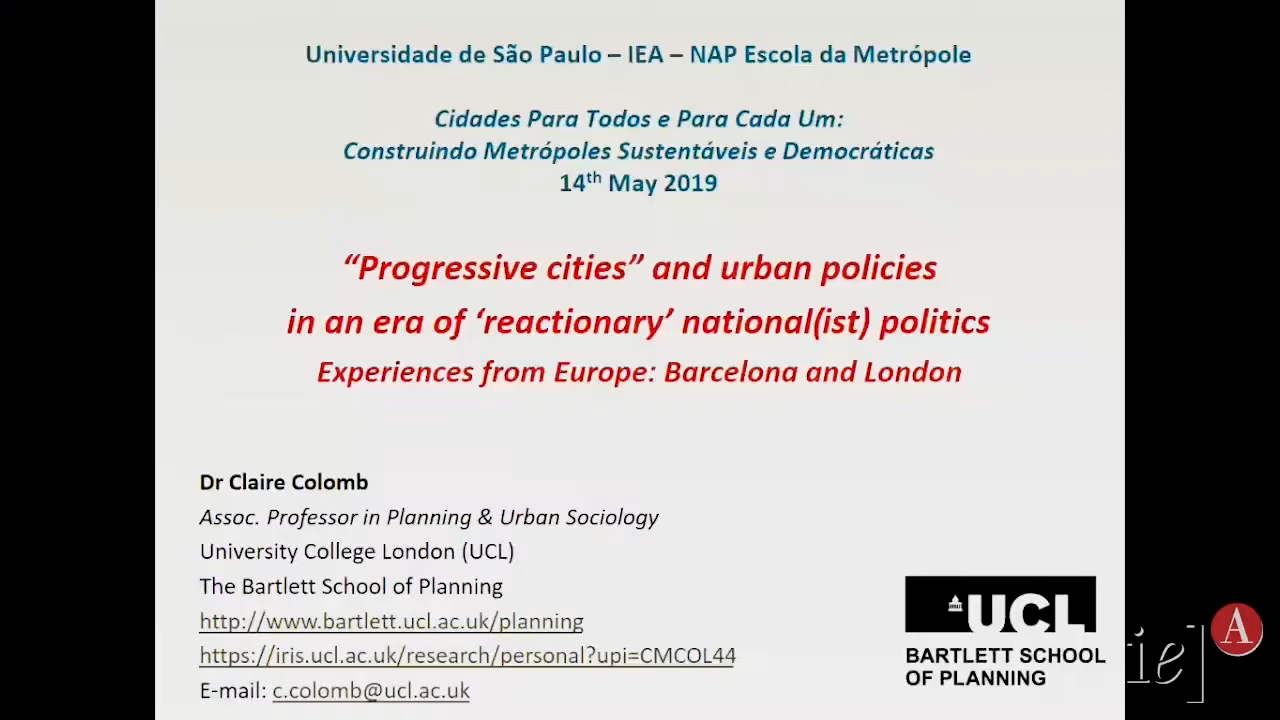 Universidade de São Paulo – IEA – NAP Escola da Metrópole
Cidades Para Todos e Para Cada Um:
Construindo Metrópoles Sustentáveis e Democráticas
14th May 2019
“Progressive cities” and urban policies
in an era of ‘reactionary’ national(ist) politics
Experiences from Europe: Barcelona and London
Dr Claire Colomb
Assoc. Professor in Planning & Urban Sociology
University College London (UCL)
The Bartlett School of Planning
http://www.bartlett.ucl.ac.uk/planning
https://iris.ucl.ac.uk/research/personal?upi=CMCOL44
E-mail: c.colomb@ucl.ac.uk
UCL
BARTLETT SCHOOL
OF PLANNING
ie]A